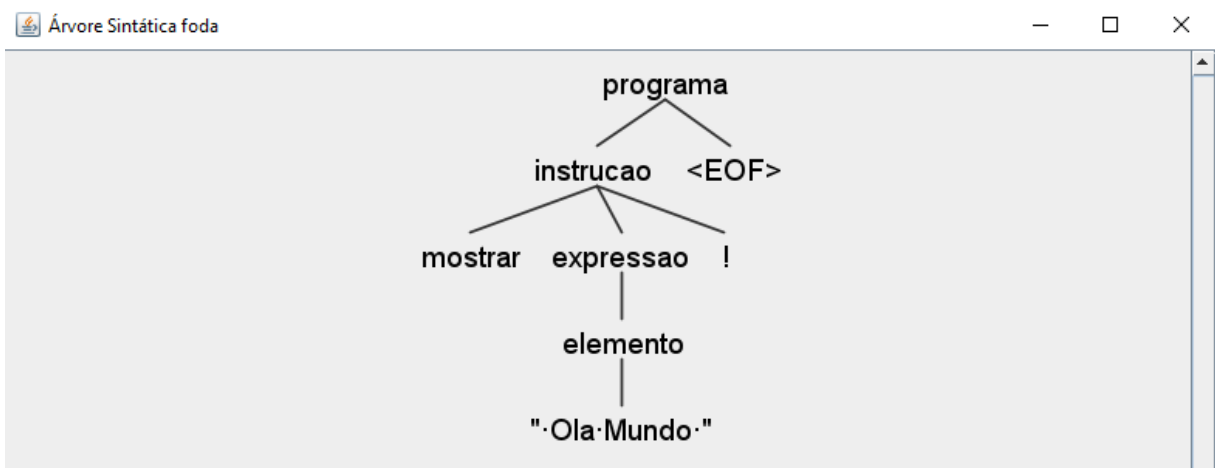 Árvore Sintática foda
programa
instrucao <EOF>
mostrar expressao !
elemento
"·Ola·Mundo·"